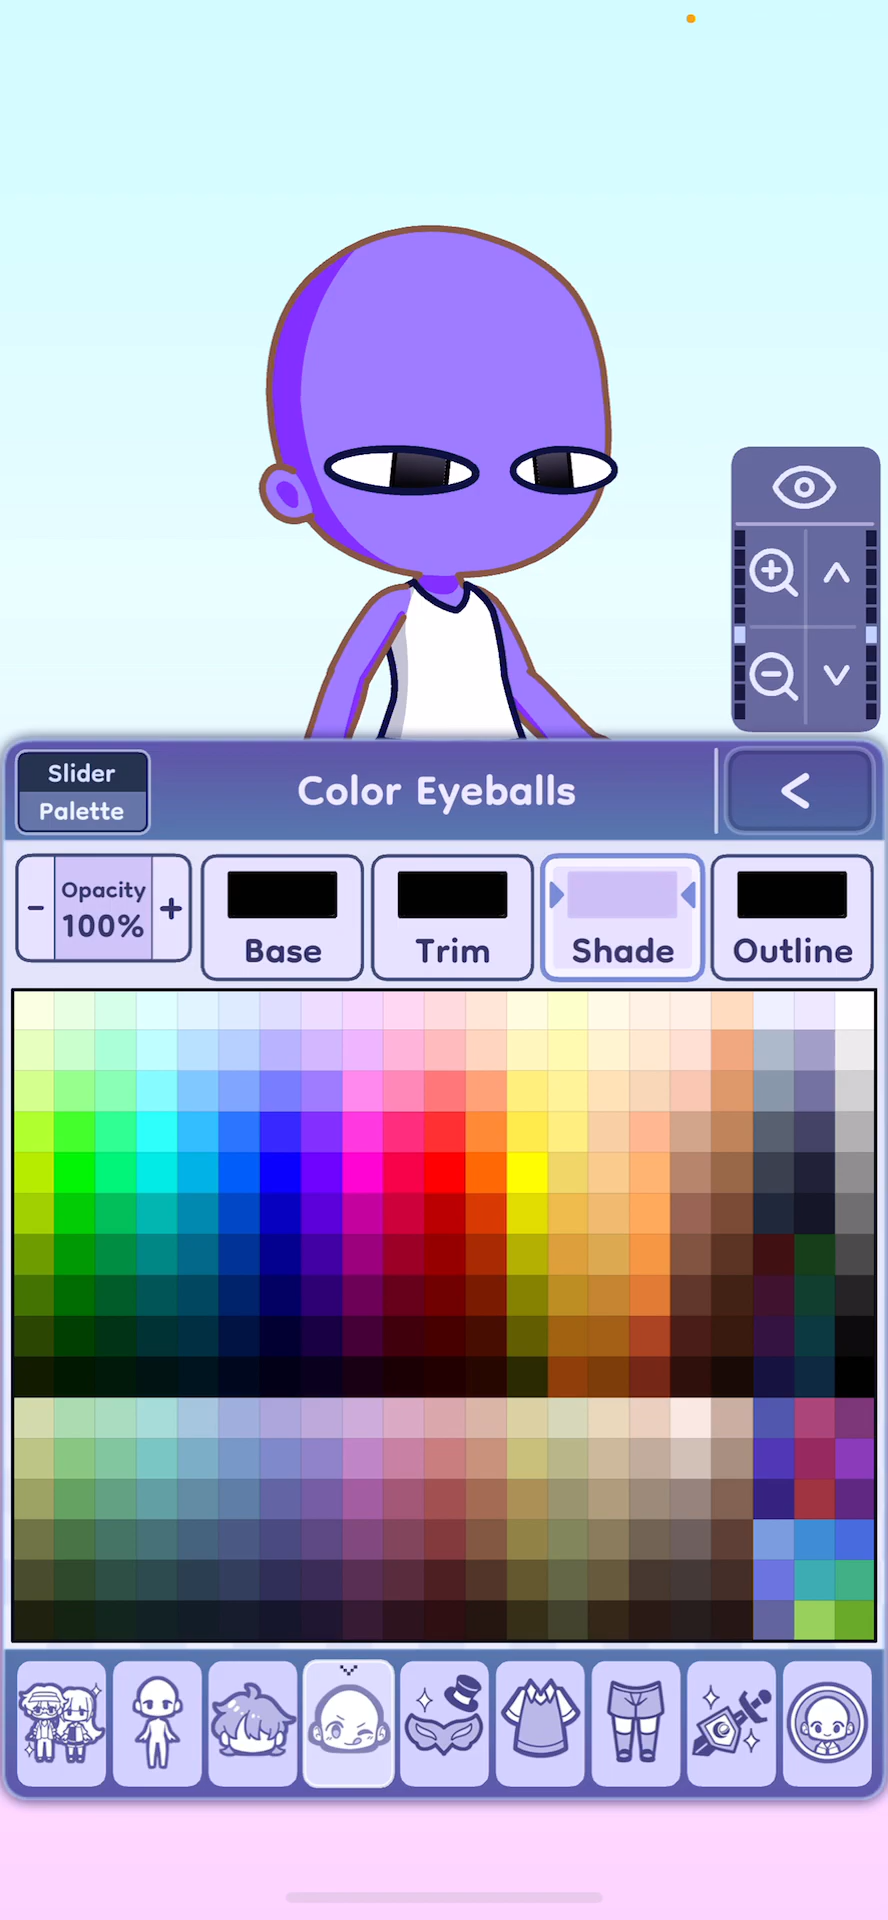 Slider
Palette
Color Eyeballs
<
-
Opacity
100%
+
Base
Trim
Shade
Outline